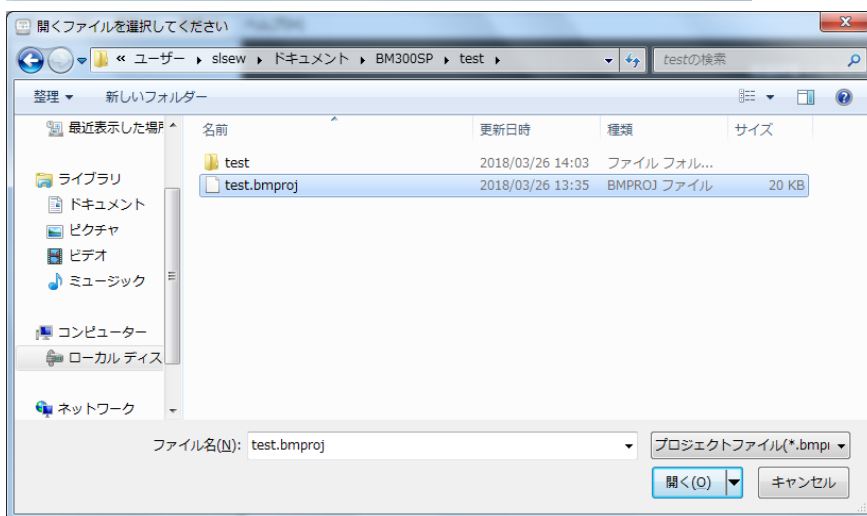 開くファイルを選択してください
« ユーザー ▸ slsew ▸ ドキュメント ▸ BM300SP ▸ test ▸
testの検索
整理 ▼ 新しいフォルダー
最近表示した場所
名前 更新日時 種類 サイズ
test 2018/03/26 14:03 ファイル フォル...
ライブラリ
test.bmproj 2018/03/26 13:35 BMPROJ ファイル 20 KB
ドキュメント
ピクチャ
ビデオ
ミュージック
コンピューター
ローカル ディス
ネットワーク
ファイル名(N): test.bmproj
プロジェクトファイル(*.bmpr
開く(O) キャンセル